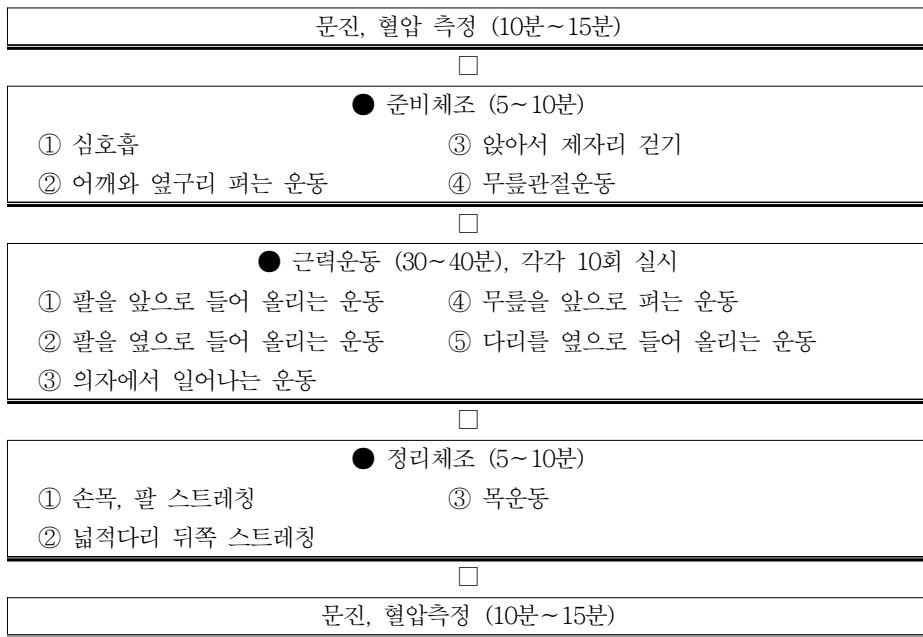 문진, 혈압 측정 (10분~15분)
□
● 준비체조 (5~10분)
① 심호흡 ③ 앉아서 제자리 걷기
② 어깨와 옆구리 펴는 운동 ④ 무릎관절운동
□
● 근력운동 (30~40분), 각각 10회 실시
① 팔을 앞으로 들어 올리는 운동 ④ 무릎을 앞으로 펴는 운동
② 팔을 옆으로 들어 올리는 운동 ⑤ 다리를 옆으로 들어 올리는 운동
③ 의자에서 일어나는 운동
□
● 정리체조 (5~10분)
① 손목, 팔 스트레칭 ③ 목운동
② 넓적다리 뒤쪽 스트레칭
□
문진, 혈압측정 (10분~15분)